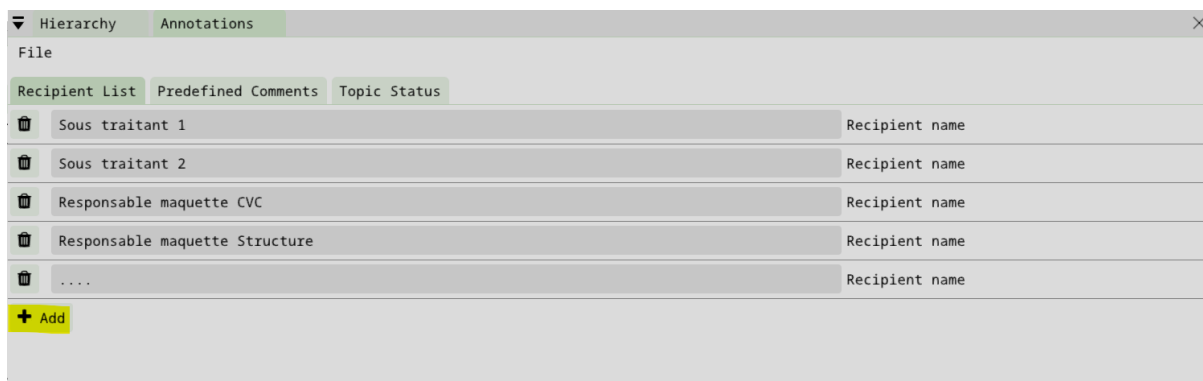 Hierarchy Annotations
File
Recipient List Predefined Comments Topic Status
Sous traitant 1 Recipient name
Sous traitant 2 Recipient name
Responsable maquette CVC Recipient name
Responsable maquette Structure Recipient name
.... Recipient name
+ Add